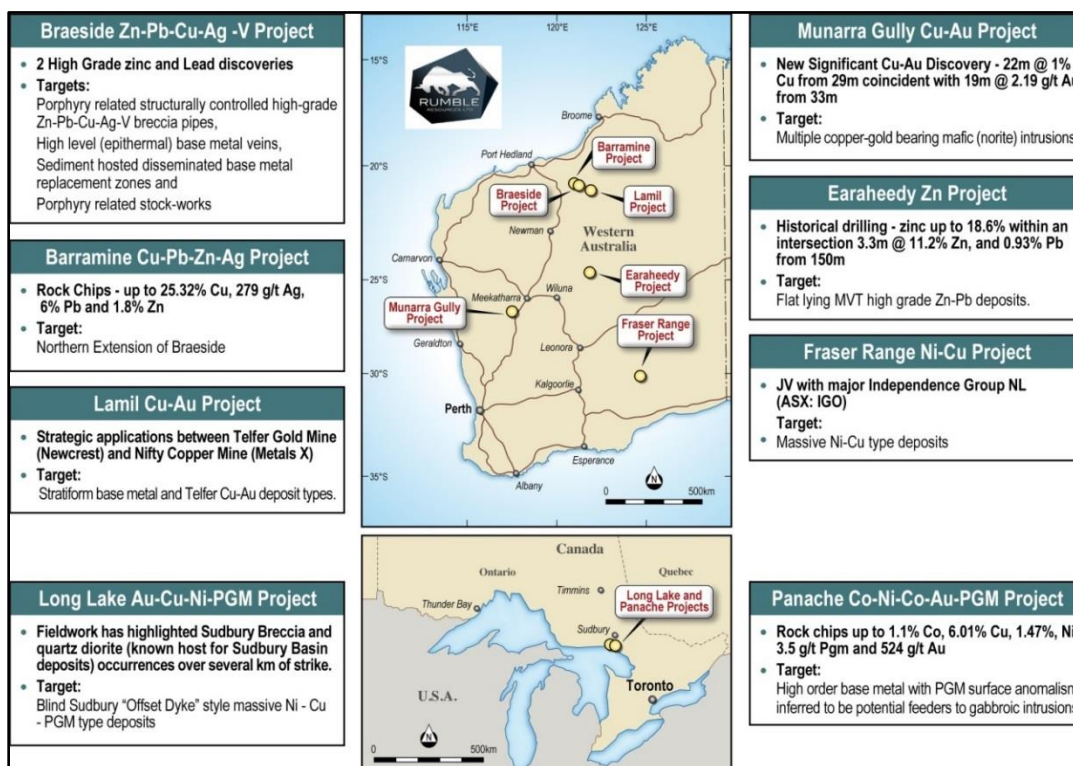 Braeside Zn-Pb-Cu-Ag -V Project
• 2 High Grade zinc and Lead discoveries
• Targets:
Porphyry related structurally controlled high-grade
Zn-Pb-Cu-Ag-V breccia pipes,
High level (epithermal) base metal veins,
Sediment hosted disseminated base metal
replacement zones and
Porphyry related stock-works
Barramine Cu-Pb-Zn-Ag Project
• Rock Chips - up to 25.32% Cu, 279 g/t Ag,
6% Pb and 1.8% Zn
• Target:
Northern Extension of Braeside
Lamil Cu-Au Project
• Strategic applications between Telfer Gold Mine
(Newcrest) and Nifty Copper Mine (Metals X)
• Target:
Stratiform base metal and Telfer Cu-Au deposit types.
Long Lake Au-Cu-Ni-PGM Project
• Fieldwork has highlighted Sudbury Breccia and
quartz diorite (known host for Sudbury Basin
deposits) occurrences over several km of strike.
• Target:
Blind Sudbury “Offset Dyke” style massive Ni - Cu
- PGM type deposits
115°E
120°E
125°E
15°S
RUMBLE
RESOURCES LTD
Broome
Barramine
Project
Port Hedland
20°S
Braeside
Project
Lamil
Project
Newman
Western
Australia
Carnarvon
25°S
Earaheedy
Project
Meekatharra
Wiluna
Munarra Gully
Project
Fraser Range
Project
Geraldton
Leonora
30°S
Kalgoorlie
Perth
Esperance
35°S
Albany
N
0
500km
Canada
Ontario
Quebec
Timmins
Long Lake and
Panache Projects
Thunder Bay
Sudbury
U.S.A.
Toronto
N
0
500km
Munarra Gully Cu-Au Project
• New Significant Cu-Au Discovery - 22m @ 1%
Cu from 29m coincident with 19m @ 2.19 g/t Au
from 33m
• Target:
Multiple copper-gold bearing mafic (norite) intrusions
Earaheedy Zn Project
• Historical drilling - zinc up to 18.6% within an
intersection 3.3m @ 11.2% Zn, and 0.93% Pb
from 150m
• Target:
Flat lying MVT high grade Zn-Pb deposits.
Fraser Range Ni-Cu Project
• JV with major Independence Group NL
(ASX: IGO)
Target:
• Massive Ni-Cu type deposits
Panache Co-Ni-Co-Au-PGM Project
• Rock chips up to 1.1% Co, 6.01% Cu, 1.47%, Ni
3.5 g/t Pgm and 524 g/t Au
• Target:
High order base metal with PGM surface anomalism
inferred to be potential feeders to gabbroic intrusions